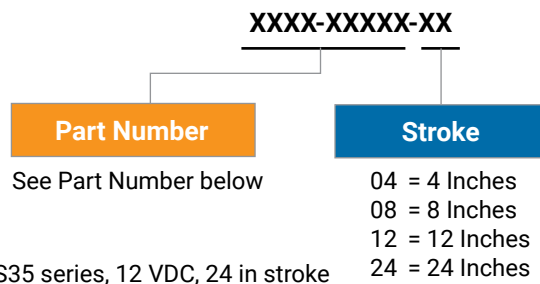 XXXX-XXXXX-XX
Part Number
Stroke
See Part Number below
04 = 4 Inches
08 = 8 Inches
12 = 12 Inches
24 = 24 Inches
S35 series, 12 VDC, 24 in stroke